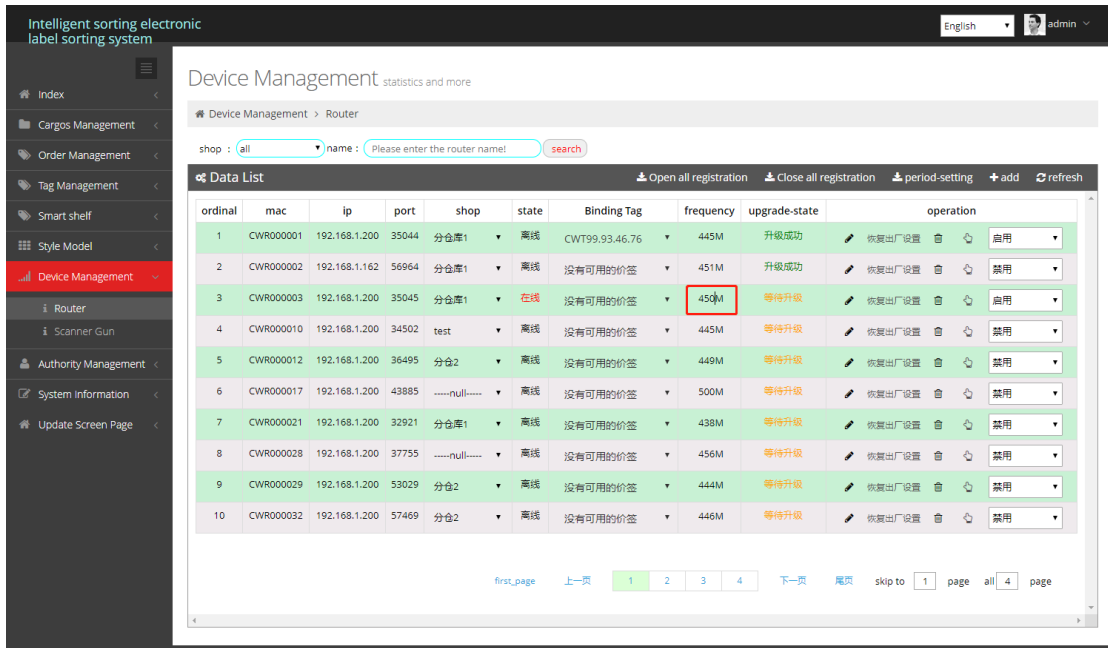 Intelligent sorting electronic
label sorting system
English
admin
Index
Cargos Management
Order Management
Tag Management
Smart shelf
Style Model
Device Management
Router
Scanner Gun
Authority Management
System Information
Update Screen Page
Device Management statistics and more
Device Management > Router
shop : all name : Please enter the router name! search
Data List Open all registration Close all registration period-setting add refresh
ordinal mac ip port shop state Binding Tag frequency upgrade-state operation
1 CWR000001 192.168.1.200 35044 分仓库1 离线 CWT99.93.46.76 445M 升级成功 恢复出厂设置 启用
2 CWR000002 192.168.1.162 56964 分仓库1 离线 没有可用的价签 451M 升级成功 恢复出厂设置 禁用
3 CWR000003 192.168.1.200 35045 分仓库1 在线 没有可用的价签 450M 等待升级 恢复出厂设置 启用
4 CWR000010 192.168.1.200 34502 test 离线 没有可用的价签 445M 等待升级 恢复出厂设置 禁用
5 CWR000012 192.168.1.200 36495 分仓2 离线 没有可用的价签 449M 等待升级 恢复出厂设置 禁用
6 CWR000017 192.168.1.200 43885 -----null----- 离线 没有可用的价签 500M 等待升级 恢复出厂设置 禁用
7 CWR000021 192.168.1.200 32921 分仓库1 离线 没有可用的价签 438M 等待升级 恢复出厂设置 禁用
8 CWR000028 192.168.1.200 37755 -----null----- 离线 没有可用的价签 456M 等待升级 恢复出厂设置 禁用
9 CWR000029 192.168.1.200 53029 分仓2 离线 没有可用的价签 444M 等待升级 恢复出厂设置 禁用
10 CWR000032 192.168.1.200 57469 分仓2 离线 没有可用的价签 446M 等待升级 恢复出厂设置 禁用
first_page 上一页 1 2 3 4 下一页 尾页 skip to 1 page all 4 page